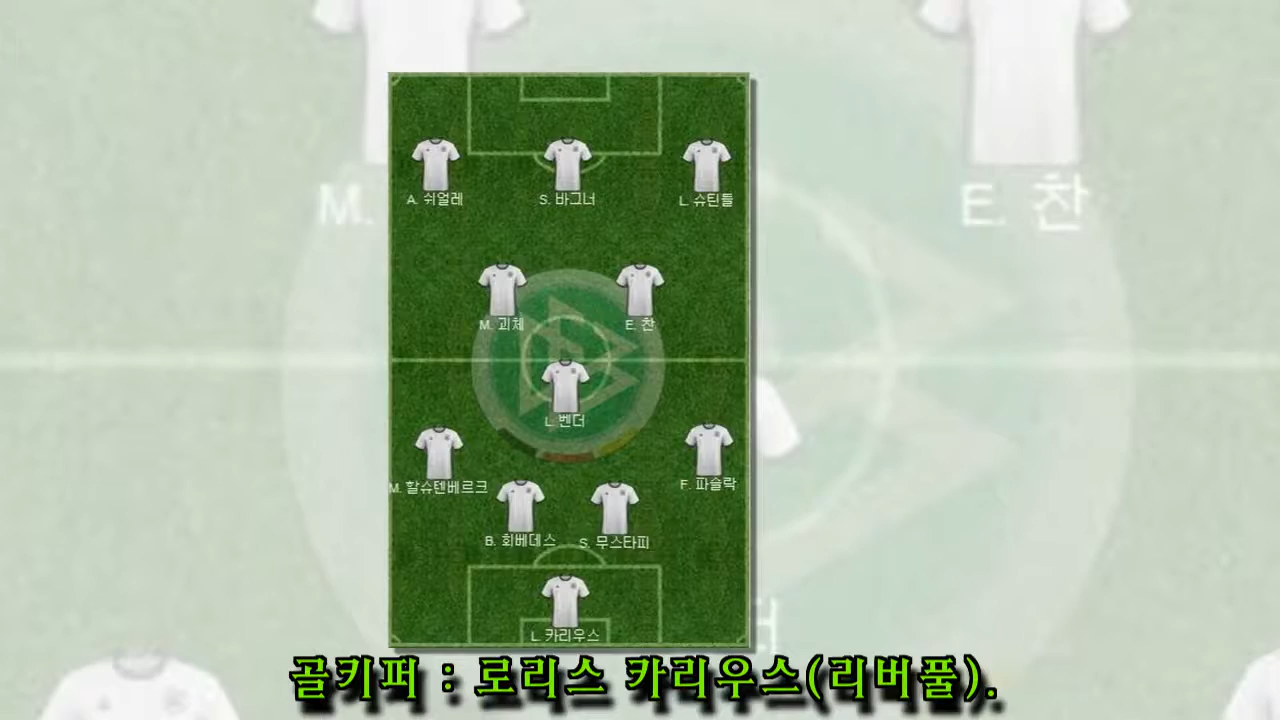 A. 쉬얼레 S. 바그너 L. 슈틴들
M. E. 찬
M. 괴체 E. 찬
L. 벤더
M. 할슈텐베르크 F. 파슬락
B. 회베데스 S. 무스타피
L. 카리우스
골키퍼 : 로리스 카리우스(리버풀).